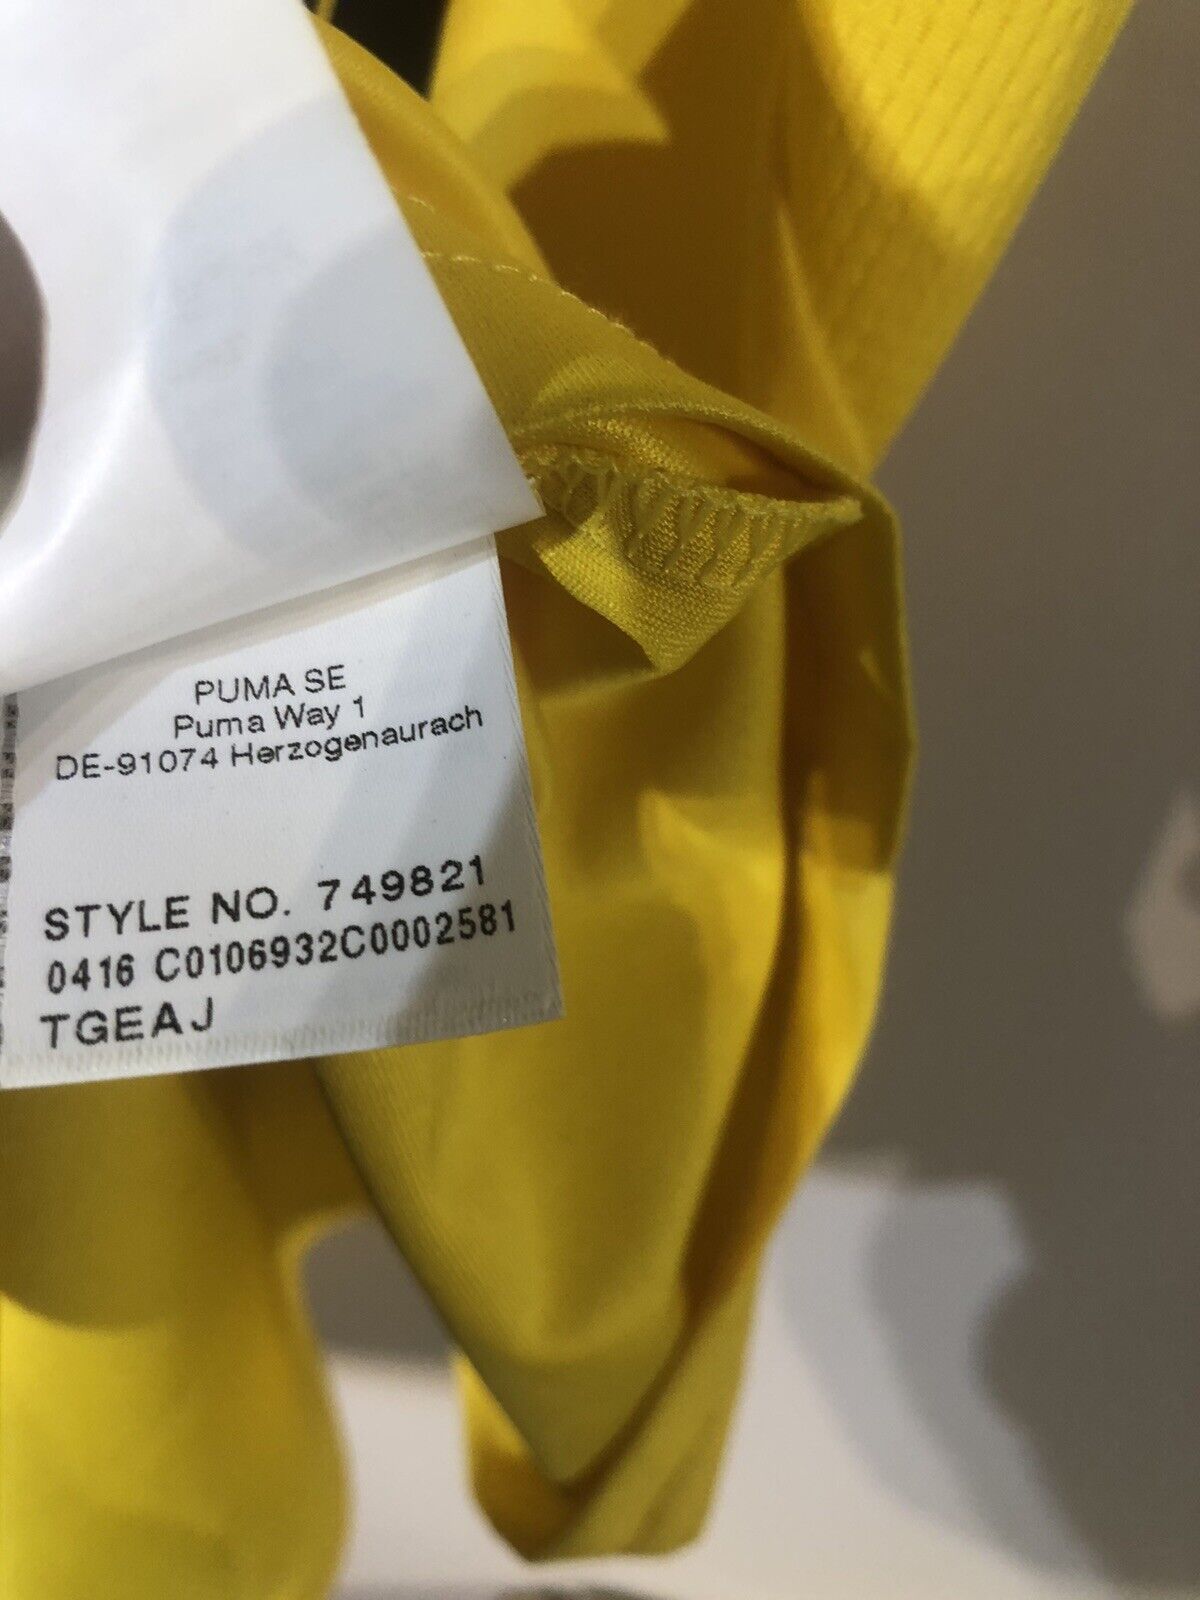 PUMA SE
Puma Way 1
DE-91074 Herzogenaurach
STYLE NO. 749821
0416 C0106932C0002581
TGEAJ